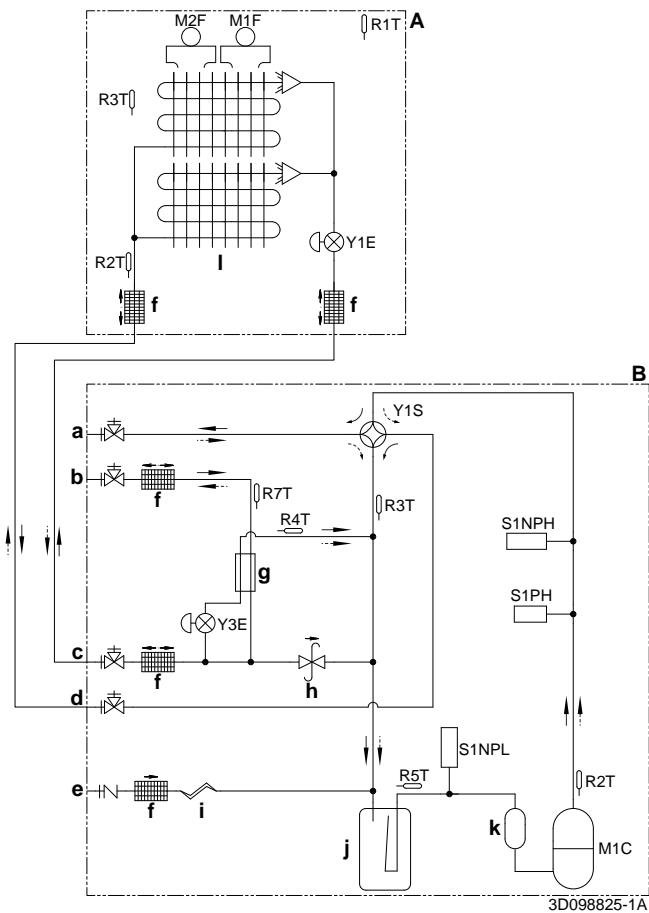 M2F M1F
R1T
A
R3T
Y1E
R2T
l
f
f
B
a
Y1S
b
f
R7T
R3T
R4T
S1NPH
g
S1PH
Y3E
c
f
h
d
S1NPL
R5T
R2T
e
f
i
k
j
M1C
3D098825-1A